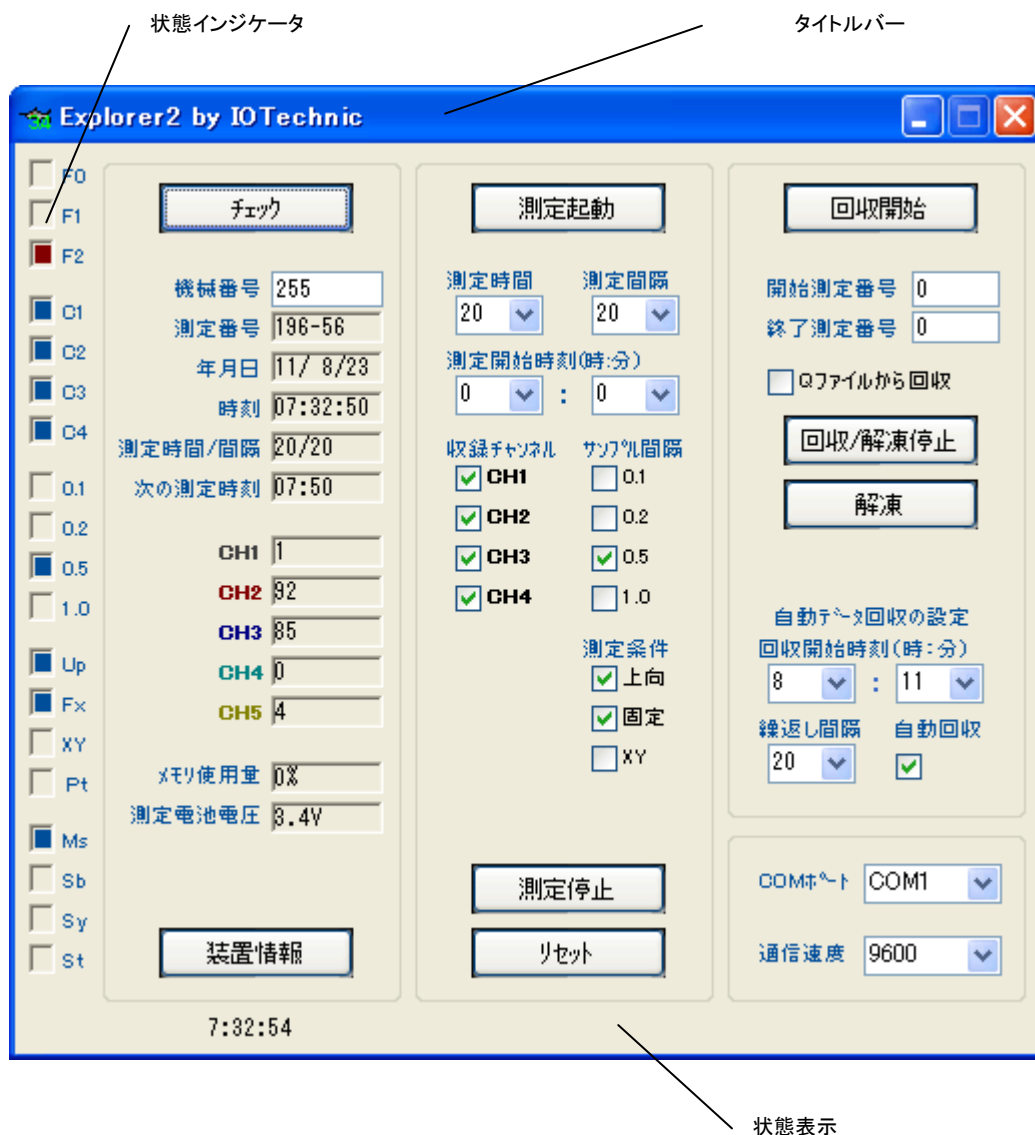 状態インジケータ
タイトルバー
Explorer2 by IOTechnic
F0
F1
F2
C1
C2
C3
C4
0.1
0.2
0.5
1.0
Up
Fx
XY
Pt
Ms
Sb
Sy
St
チェック
機械番号 255
測定番号 196-56
年月日 11/ 8/23
時刻 07:32:50
測定時間/間隔 20/20
次の測定時刻 07:50
CH1 1
CH2 92
CH3 85
CH4 0
CH5 4
メモリ使用量 0%
測定電池電圧 3.4V
装置情報
7:32:54
測定起動
測定時間 測定間隔
20 20
測定開始時刻(時:分)
0 : 0
収録チャンネル サンプル間隔
CH1 0.1
CH2 0.2
CH3 0.5
CH4 1.0
測定条件
上向
固定
XY
測定停止
リセット
回収開始
開始測定番号 0
終了測定番号 0
Qファイルから回収
回収/解凍停止
解凍
自動データ回収の設定
回収開始時刻(時:分)
8 : 11
繰返し間隔 自動回収
20
COMポート COM1
通信速度 9600
状態表示